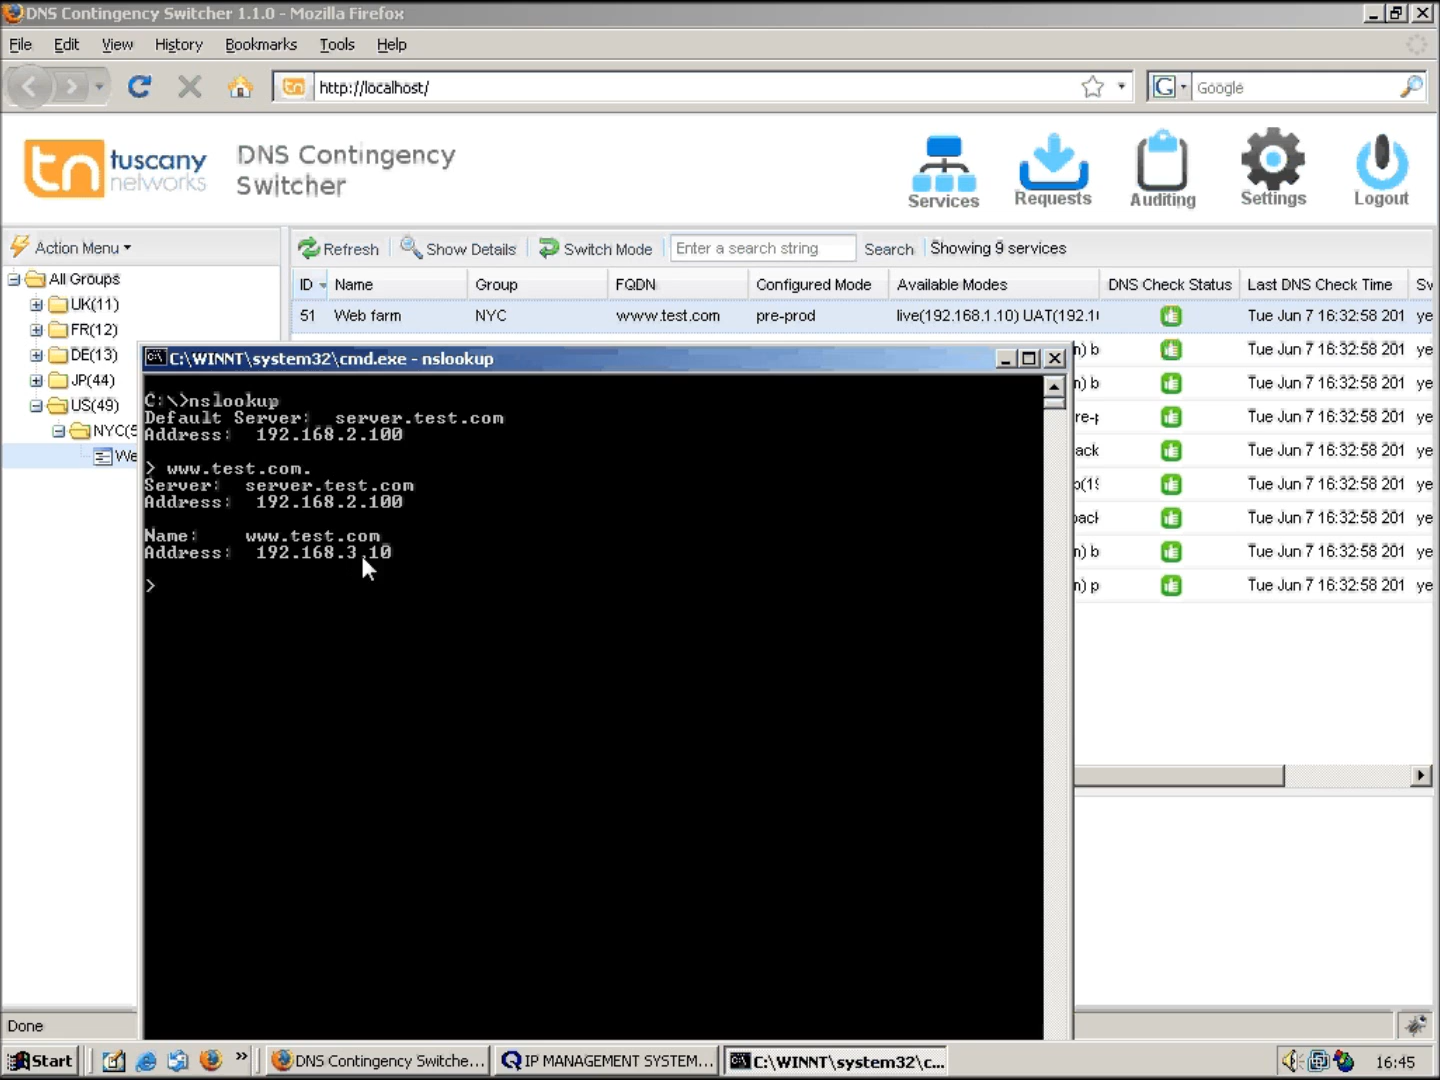 DNS Contingency Switcher 1.1.0 - Mozilla Firefox
File Edit View History Bookmarks Tools Help
http://localhost/
G Google
tn tuscany networks
DNS Contingency Switcher
Services Requests Auditing Settings Logout
Action Menu
Refresh Show Details Switch Mode Enter a search string Search Showing 9 services
All Groups
UK(11)
FR(12)
DE(13)
JP(44)
US(49)
NYC(5
We
ID Name Group FQDN Configured Mode Available Modes DNS Check Status Last DNS Check Time Sv
51 Web farm NYC www.test.com pre-prod live(192.168.1.10) UAT(192.1 Tue Jun 7 16:32:58 201 ye
n) b Tue Jun 7 16:32:58 201 ye
n) b Tue Jun 7 16:32:58 201 ye
re-p Tue Jun 7 16:32:58 201 ye
ack Tue Jun 7 16:32:58 201 ye
Tue Jun 7 16:32:58 201 ye
back Tue Jun 7 16:32:58 201 ye
n) b Tue Jun 7 16:32:58 201 ye
n) p Tue Jun 7 16:32:58 201 ye
C:\WINNT\system32\cmd.exe - nslookup
C:\>nslookup
Default Server: server.test.com
Address: 192.168.2.100
> www.test.com.
Server: server.test.com
Address: 192.168.2.100
Name: www.test.com
Address: 192.168.3.10
>
Done
Start » DNS Contingency Switche... IP MANAGEMENT SYSTEM... C:\WINNT\system32\c... 16:45